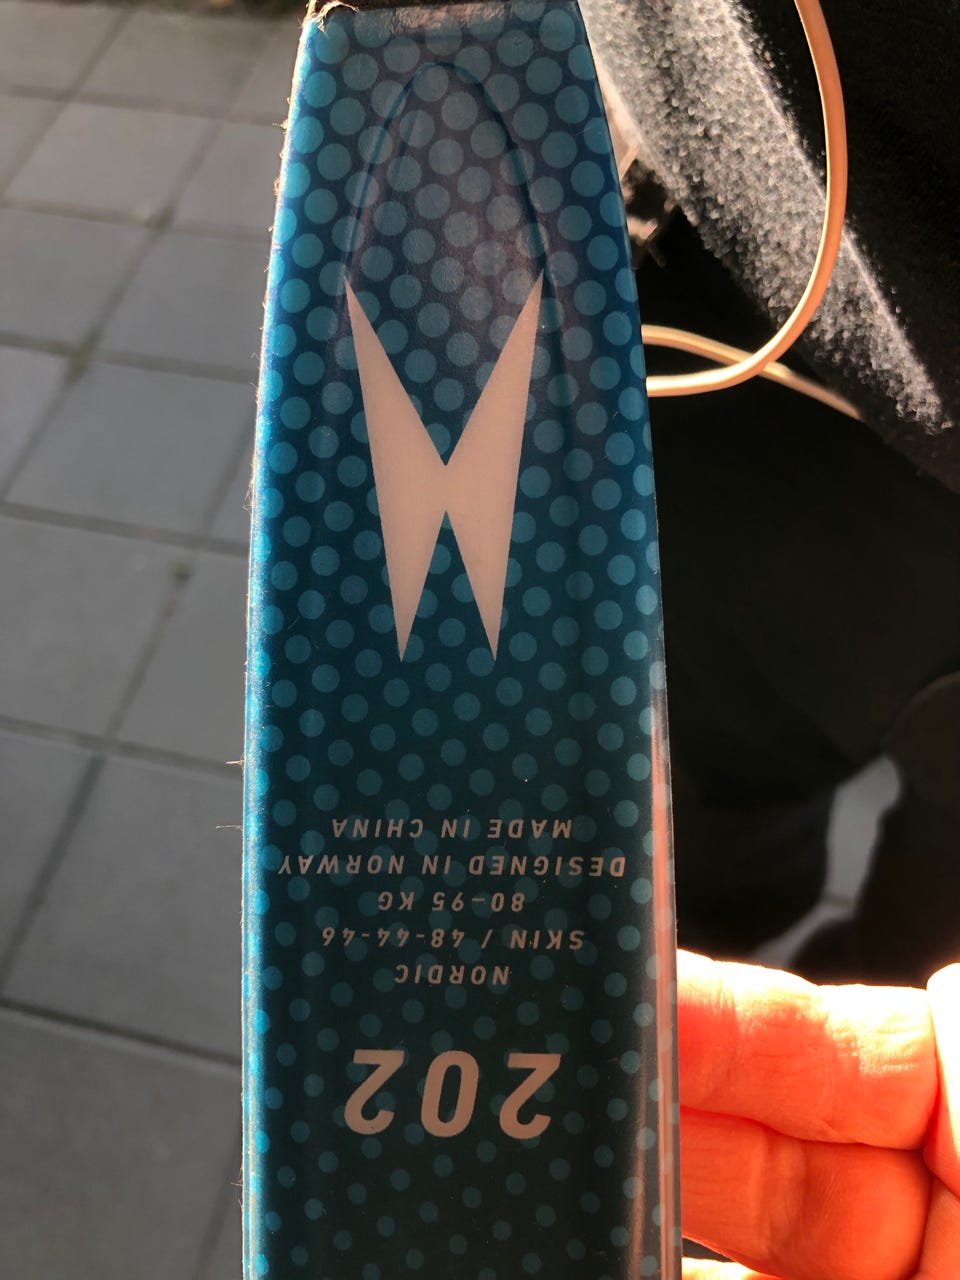 202
NORDIC
SKIN / 48-44-46
80-95 KG
DESIGNED IN NORWAY
MADE IN CHINA